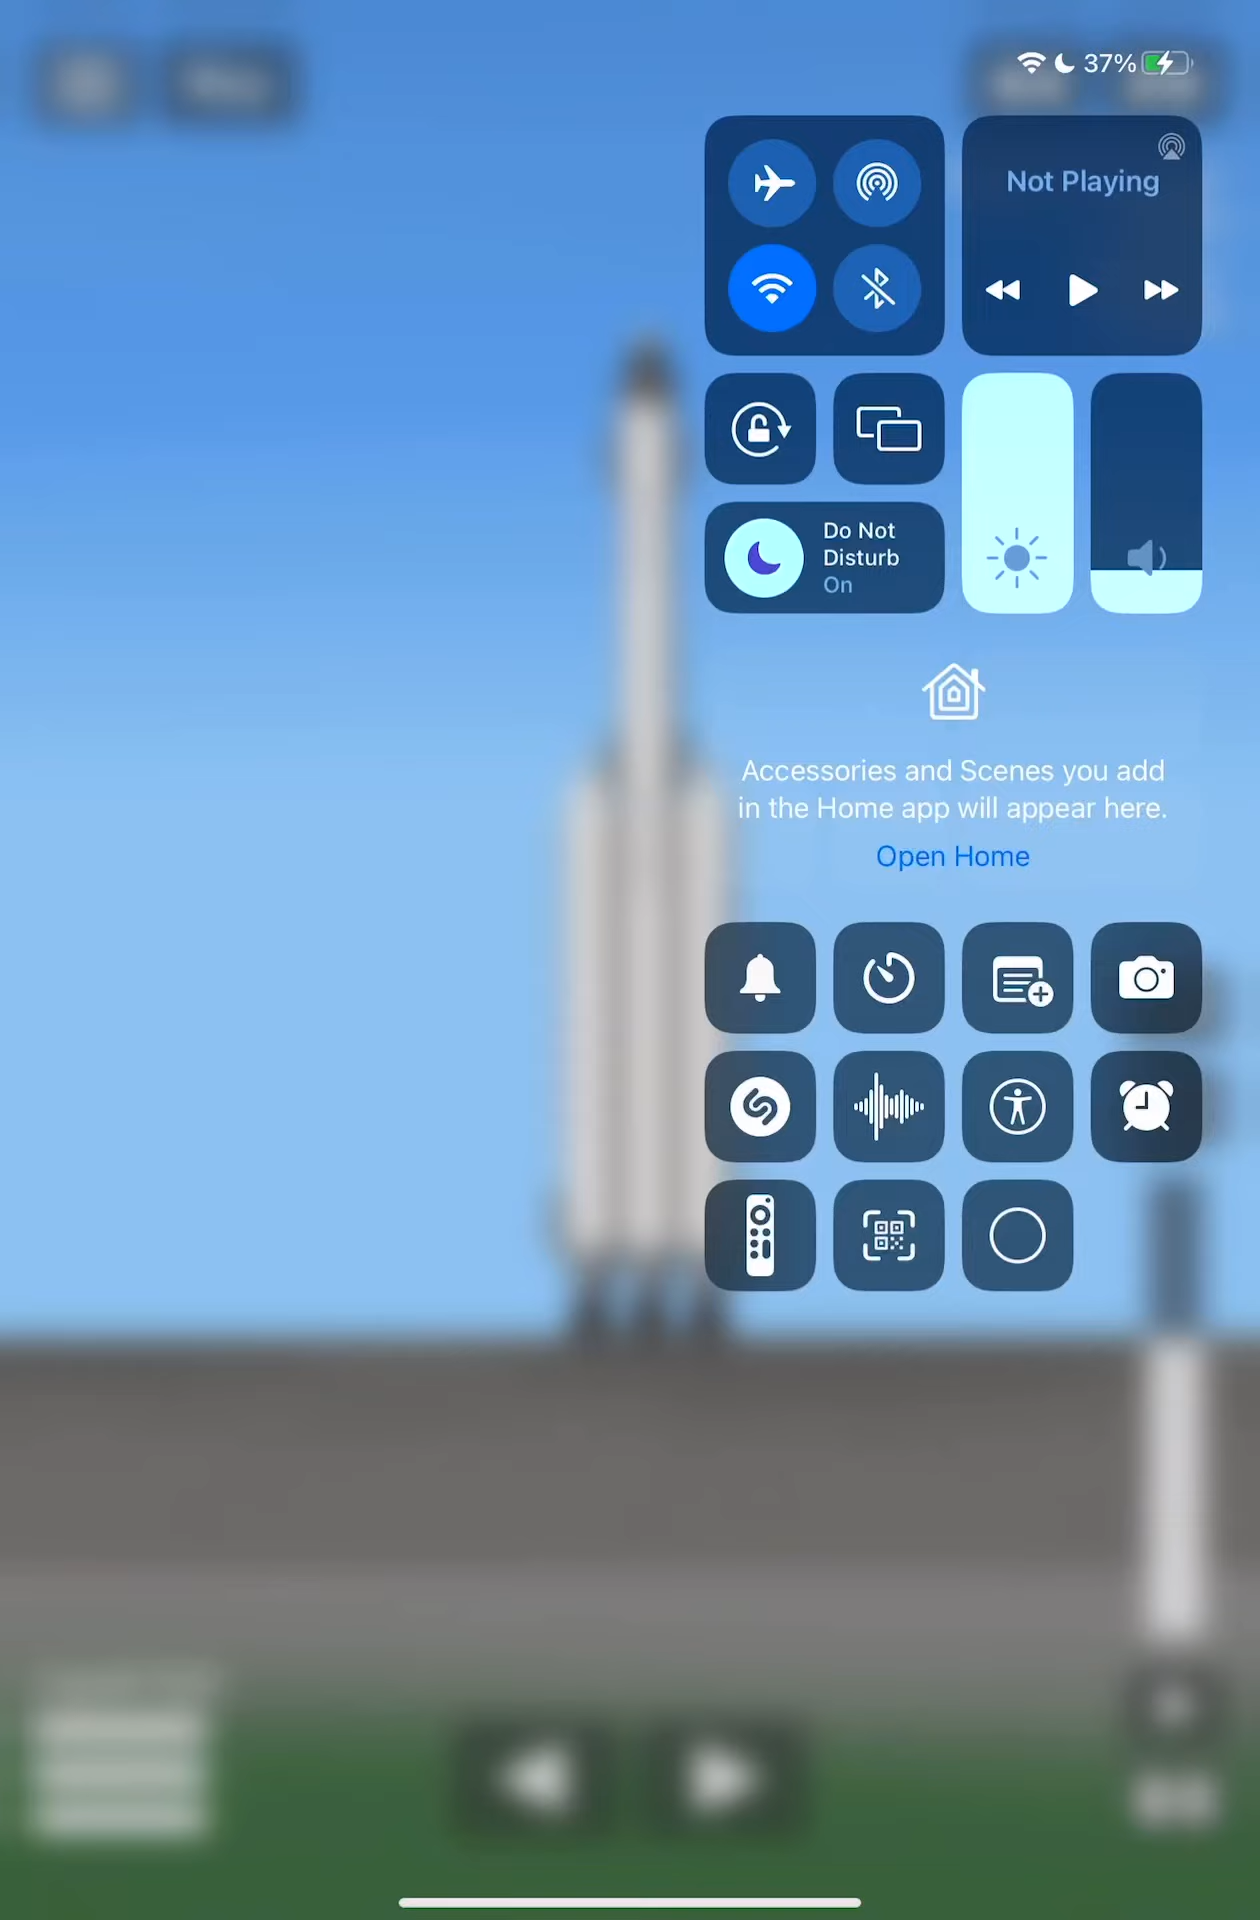 37%
Not Playing
Do Not
Disturb
On
Accessories and Scenes you add
in the Home app will appear here.
Open Home